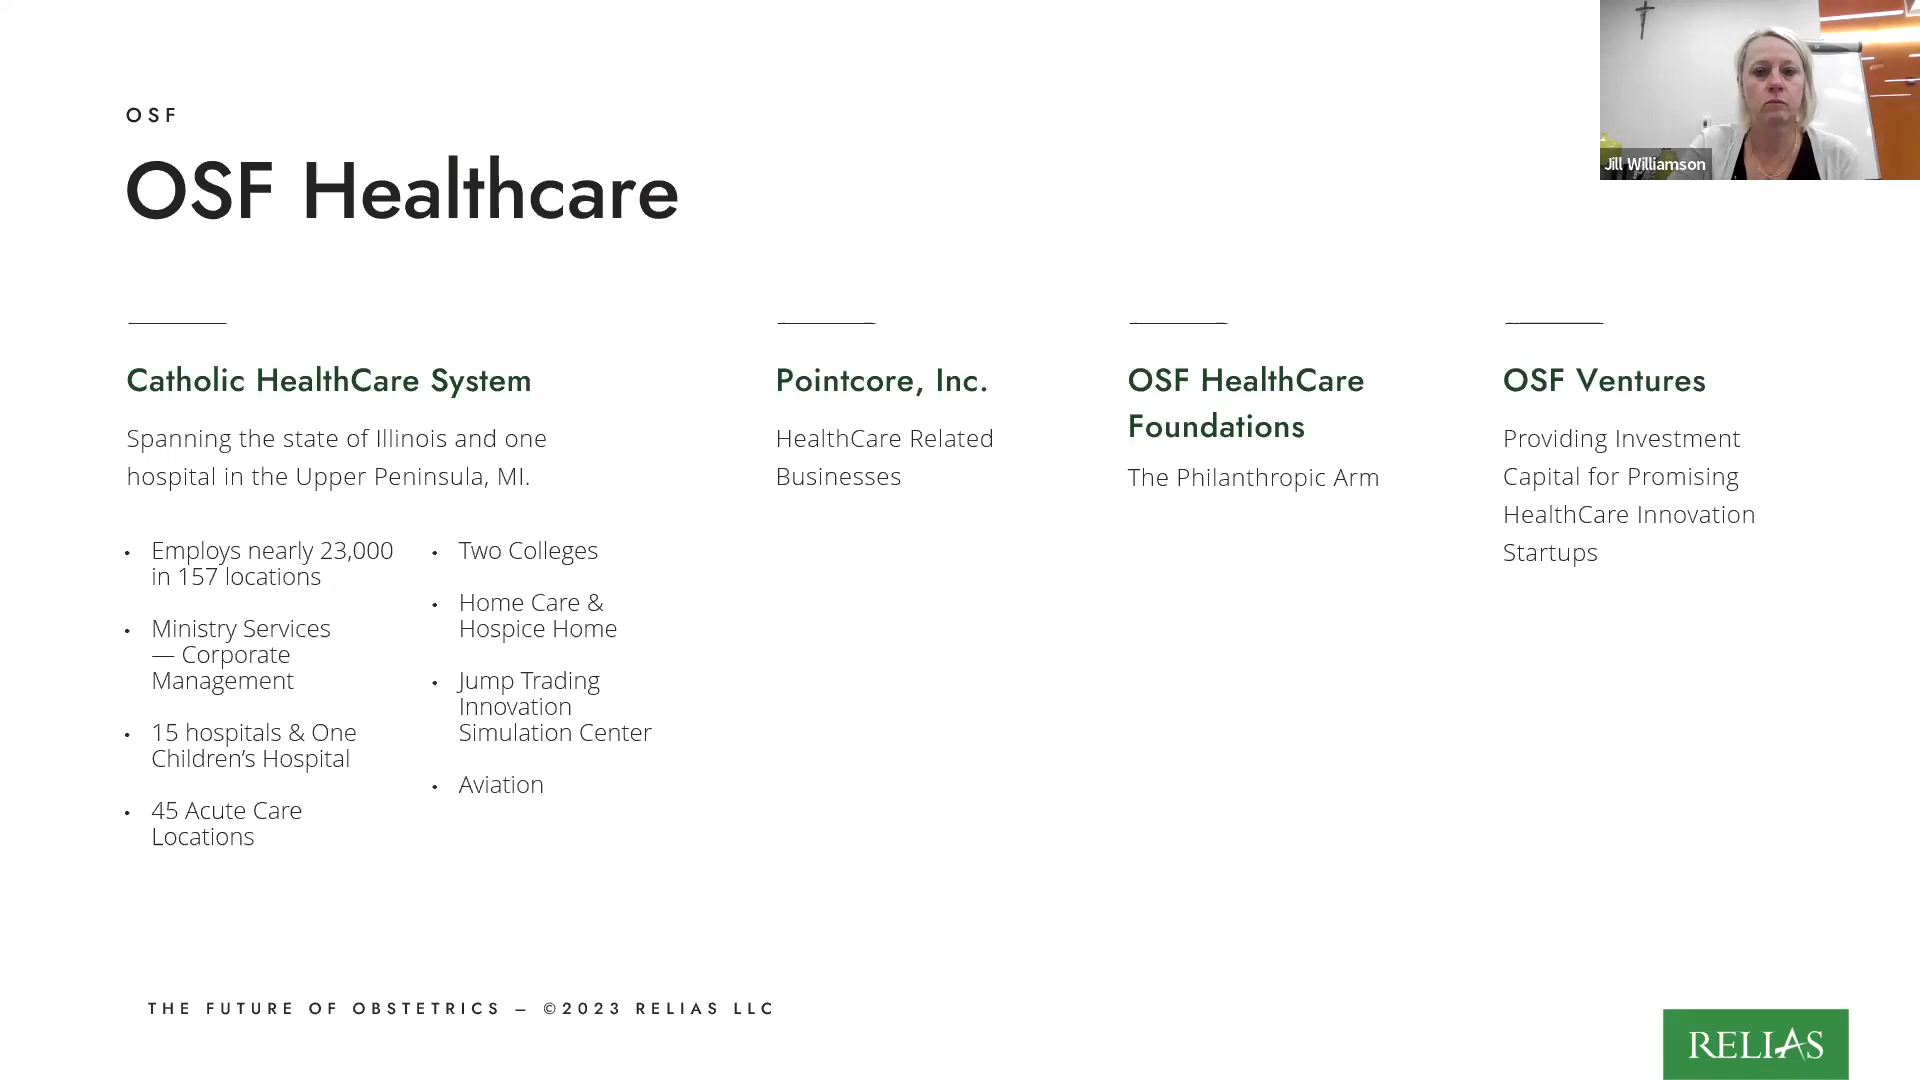 OSF
OSF Healthcare
Jill Williamson
Catholic HealthCare System
Spanning the state of Illinois and one
hospital in the Upper Peninsula, MI.
• Employs nearly 23,000
in 157 locations
• Ministry Services
— Corporate
Management
• 15 hospitals & One
Children’s Hospital
• 45 Acute Care
Locations
• Two Colleges
• Home Care &
Hospice Home
• Jump Trading
Innovation
Simulation Center
• Aviation
Pointcore, Inc.
HealthCare Related
Businesses
OSF HealthCare
Foundations
The Philanthropic Arm
OSF Ventures
Providing Investment
Capital for Promising
HealthCare Innovation
Startups
THE FUTURE OF OBSTETRICS – ©2023 RELIAS LLC
RELIAS